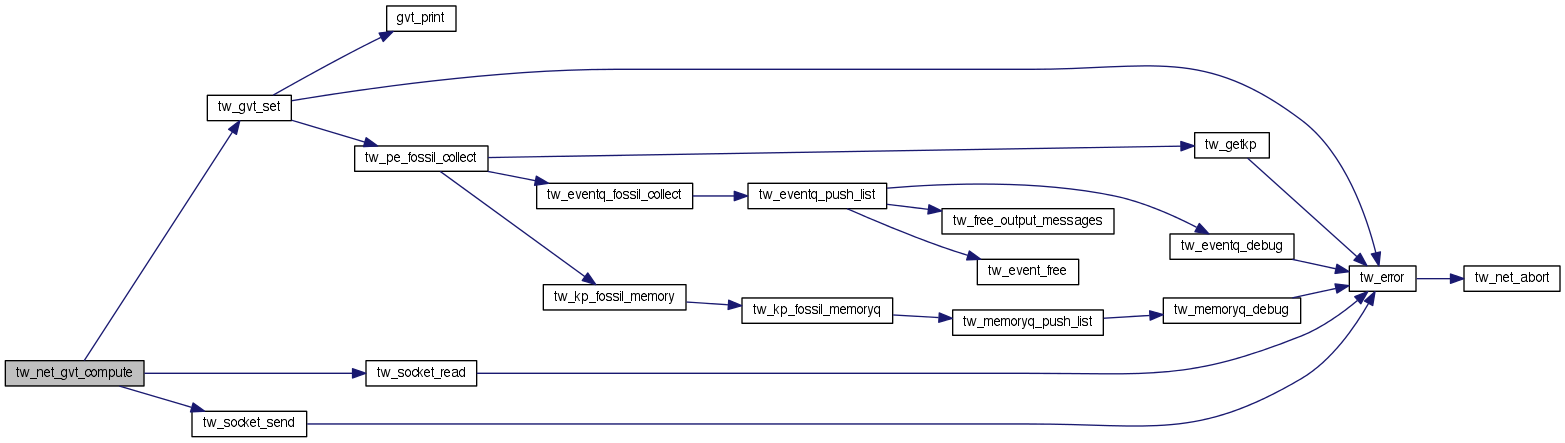 gvt_print
tw_gvt_set
tw_getkp
tw_pe_fossil_collect
tw_eventq_fossil_collect
tw_eventq_push_list
tw_free_output_messages
tw_eventq_debug
tw_event_free
tw_error
tw_net_abort
tw_kp_fossil_memory
tw_kp_fossil_memoryq
tw_memoryq_push_list
tw_memoryq_debug
tw_net_gvt_compute
tw_socket_read
tw_socket_send